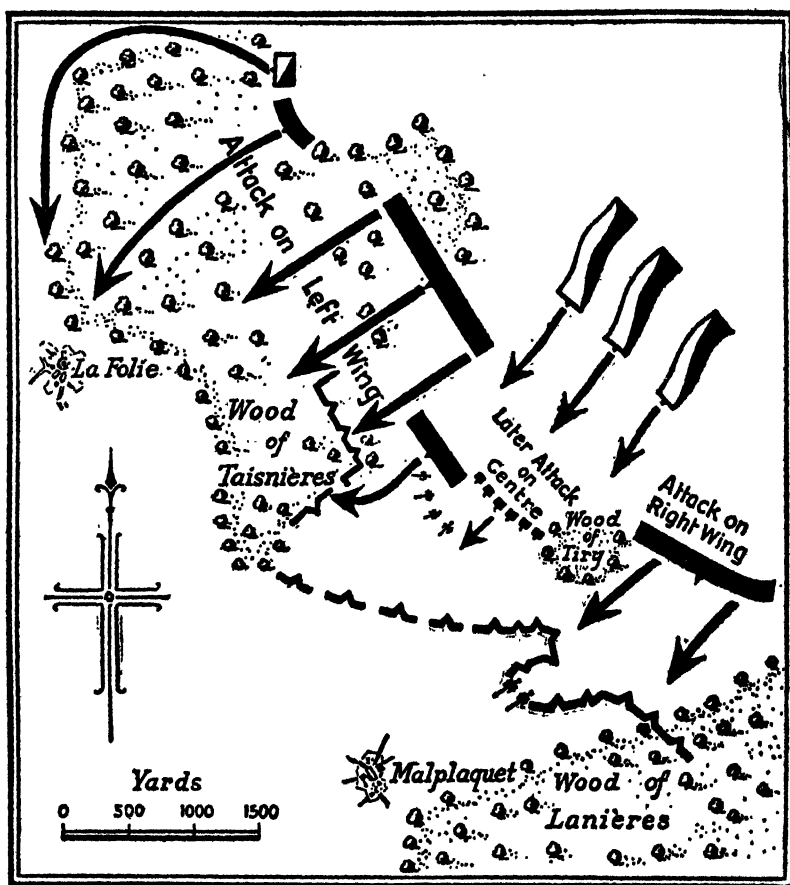 Attack on Left Wing
La Folie
Wood
of
Taisnières
Later Attack
on
Centre
Wood
of
Tiry
Attack on
Right Wing
Malplaquet
Wood of
Lanières
Yards
0 500 1000 1500